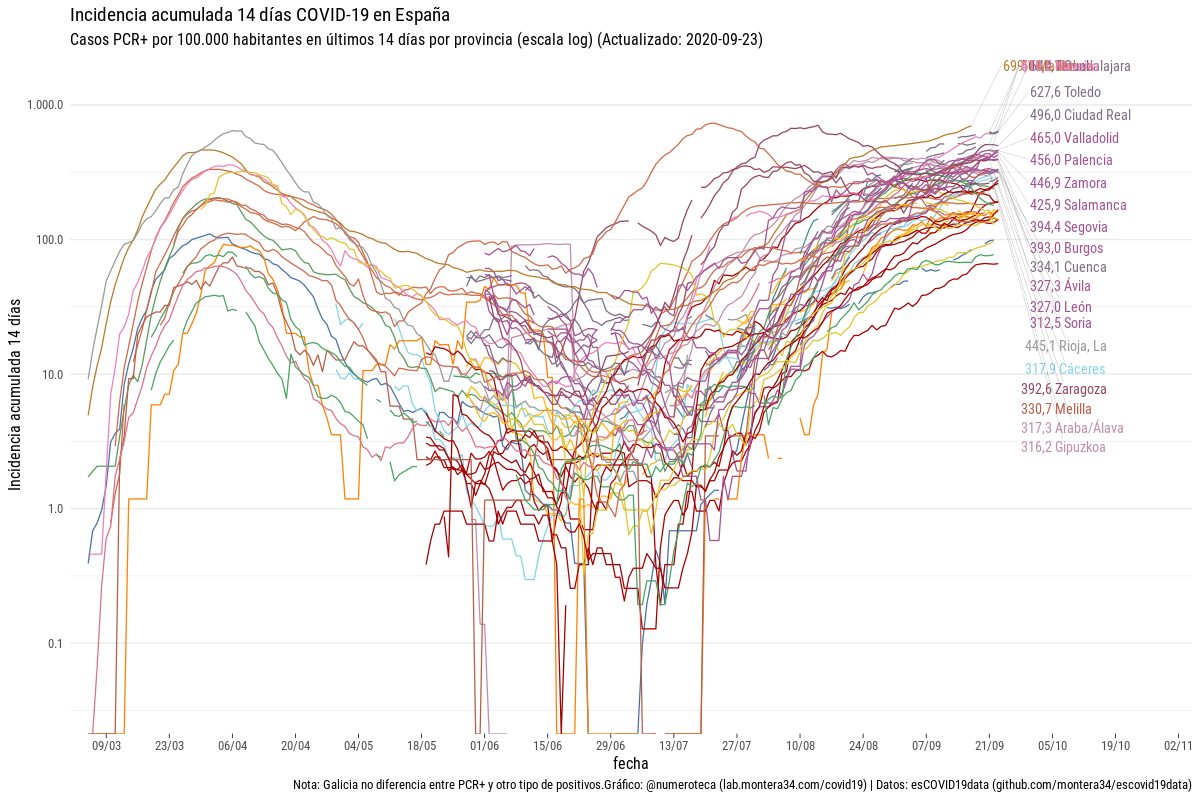 Incidencia acumulada 14 días COVID-19 en España
Casos PCR+ por 100.000 habitantes en últimos 14 días por provincia (escala log) (Actualizado: 2020-09-23)
Incidencia acumulada 14 días
1.000.0
100.0
10.0
1.0
0.1
627,6 Toledo
496,0 Ciudad Real
465,0 Valladolid
456,0 Palencia
446,9 Zamora
425,9 Salamanca
394,4 Segovia
393,0 Burgos
334,1 Cuenca
327,3 Ávila
327,0 León
312,5 Soria
445,1 Rioja, La
317,9 Cáceres
392,6 Zaragoza
330,7 Melilla
317,3 Araba/Álava
316,2 Gipuzkoa
09/03 23/03 06/04 20/04 04/05 18/05 01/06 15/06 29/06 13/07 27/07 10/08 24/08 07/09 21/09 05/10 19/10 02/11
fecha
Nota: Galicia no diferencia entre PCR+ y otro tipo de positivos.Gráfico: @numeroteca (lab.montera34.com/covid19) | Datos: esCOVID19data (github.com/montera34/escovid19data)